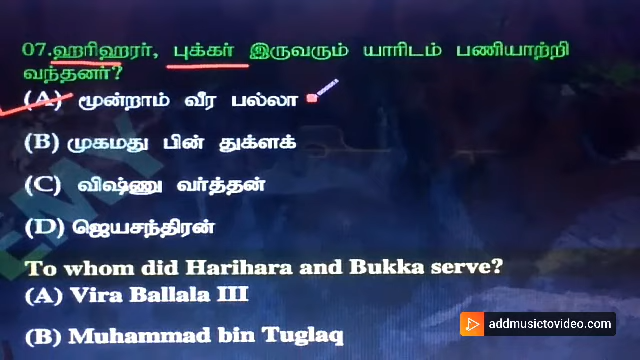 07.ஹரிஹரர், புக்கர் இருவரும் யாரிடம் பணியாற்றி
வந்தனர்?
(A) மூன்றாம் வீர பல்லா
(B) முகமது பின் துக்ளக்
(C) விஷ்ணு வர்த்தன்
(D) ஜெயசந்திரன்
To whom did Harihara and Bukka serve?
(A) Vira Ballala III
(B) Muhammad bin Tuglaq
addmusictovideo.com